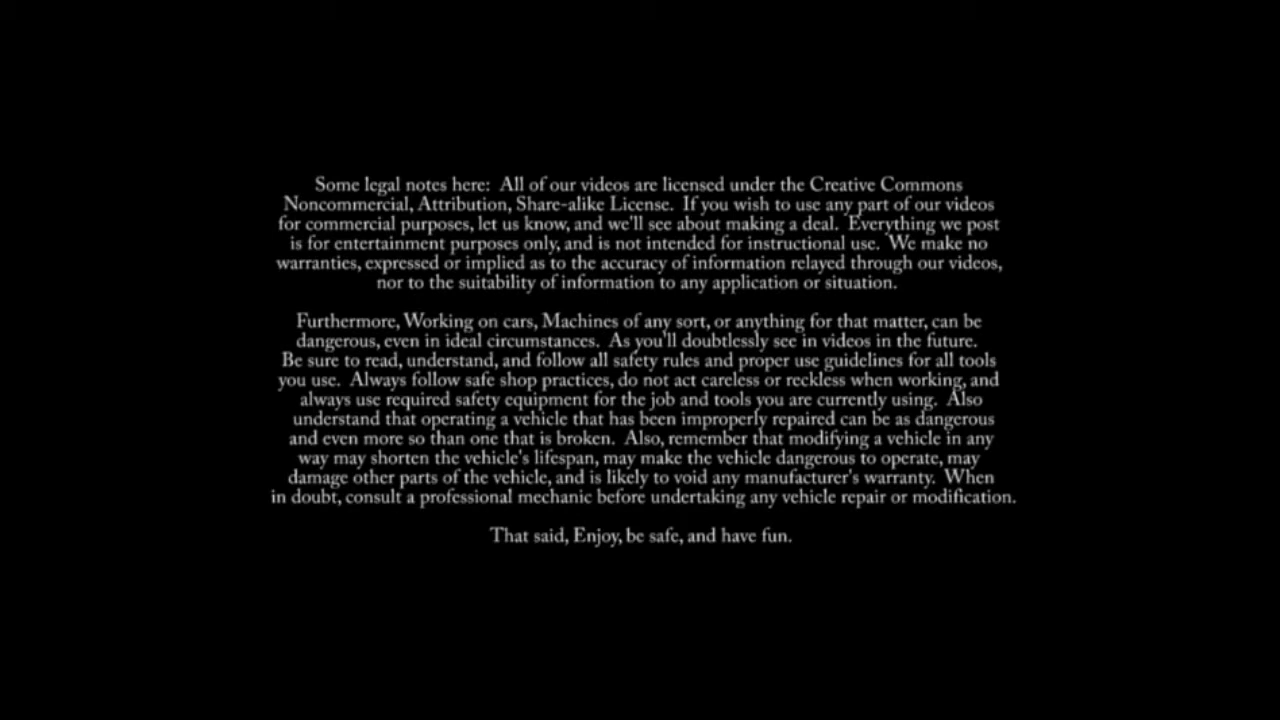 Some legal notes here:  All of our videos are licensed under the Creative Commons
Noncommercial, Attribution, Share-alike License.  If you wish to use any part of our videos
for commercial purposes, let us know, and we'll see about making a deal.  Everything we post
is for entertainment purposes only, and is not intended for instructional use.  We make no
warranties, expressed or implied as to the accuracy of information relayed through our videos,
nor to the suitability of information to any application or situation.
Furthermore, Working on cars, Machines of any sort, or anything for that matter, can be
dangerous, even in ideal circumstances.  As you'll doubtlessly see in videos in the future.
Be sure to read, understand, and follow all safety rules and proper use guidelines for all tools
you use.  Always follow safe shop practices, do not act careless or reckless when working, and
always use required safety equipment for the job and tools you are currently using.  Also
understand that operating a vehicle that has been improperly repaired can be as dangerous
and even more so than one that is broken.  Also, remember that modifying a vehicle in any
way may shorten the vehicle's lifespan, may make the vehicle dangerous to operate, may
damage other parts of the vehicle, and is likely to void any manufacturer's warranty.  When
in doubt, consult a professional mechanic before undertaking any vehicle repair or modification.
That said, Enjoy, be safe, and have fun.